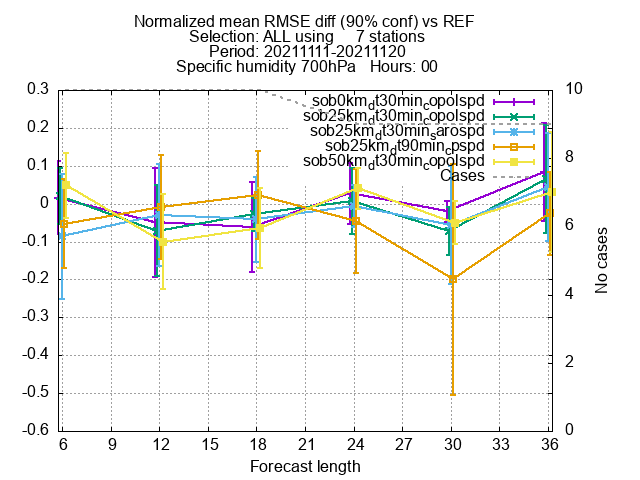 Normalized mean RMSE diff (90% conf) vs REF
Selection: ALL using 7 stations
Period: 20211111-20211120
Specific humidity 700hPa Hours: 00
sob0km_dt30min_copolspd
sob25km_dt30min_copolspd
sob25km_dt30min_sarospd
sob25km_dt90min_cpspd
sob50km_dt30min_copolspd
Cases
0.3
0.2
0.1
0
-0.1
-0.2
-0.3
-0.4
-0.5
-0.6
10
8
6
4
2
0
No cases
6 9 12 15 18 21 24 27 30 33 36
Forecast length